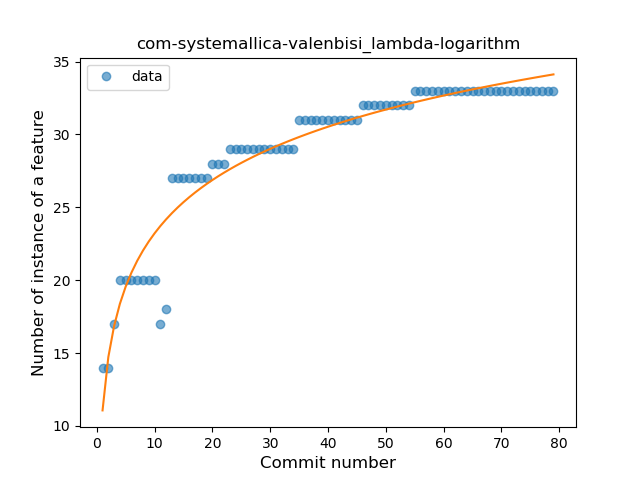 com-systemallica-valenbisi_lambda-logarithm
data
Number of instance of a feature
35
30
25
20
15
10
0 10 20 30 40 50 60 70 80
Commit number